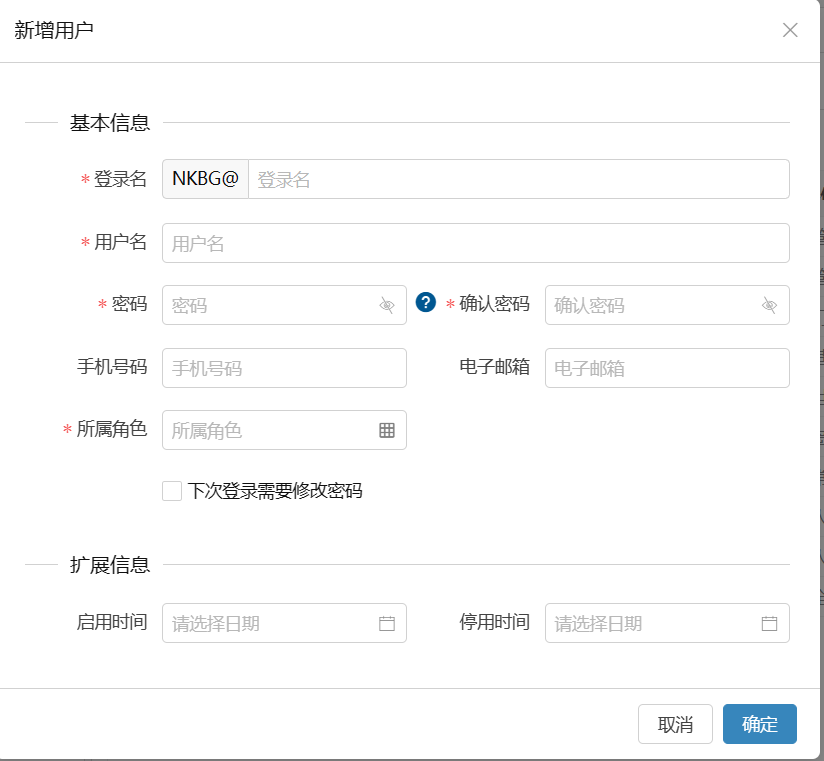 新增用户
基本信息
* 登录名 NKBG@ 登录名
* 用户名 用户名
* 密码 密码 ? * 确认密码 确认密码
手机号码 手机号码 电子邮箱 电子邮箱
* 所属角色 所属角色
下次登录需要修改密码
扩展信息
启用时间 请选择日期 停用时间 请选择日期
取消 确定